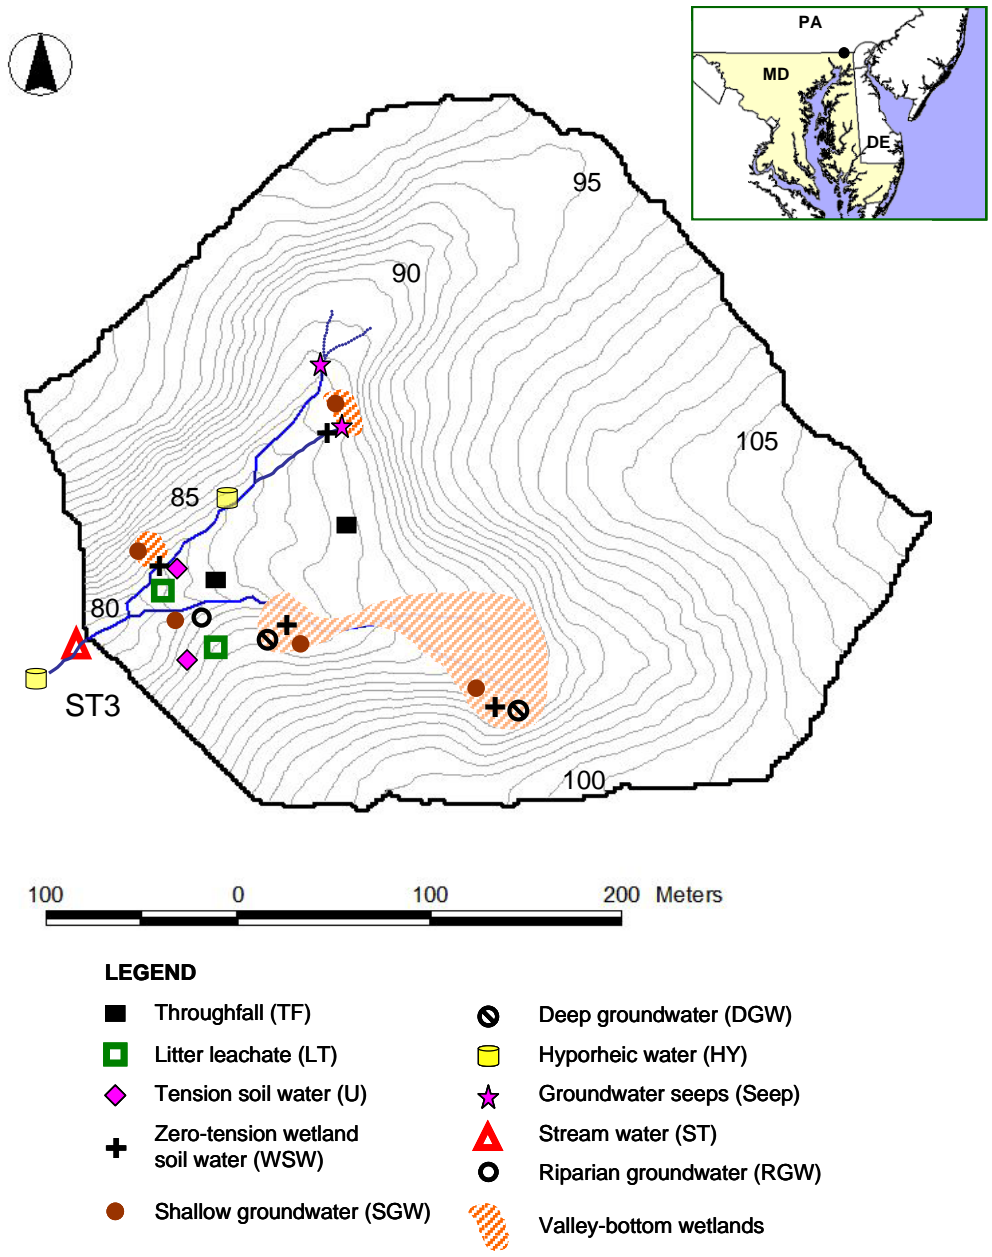 PA
MD
DE
95
90
105
85
80
ST3
100
100 0 100 200 Meters
LEGEND
Throughfall (TF)
Litter leachate (LT)
Tension soil water (U)
Zero-tension wetland
soil water (WSW)
Shallow groundwater (SGW)
Deep groundwater (DGW)
Hyporheic water (HY)
Groundwater seeps (Seep)
Stream water (ST)
Riparian groundwater (RGW)
Valley-bottom wetlands